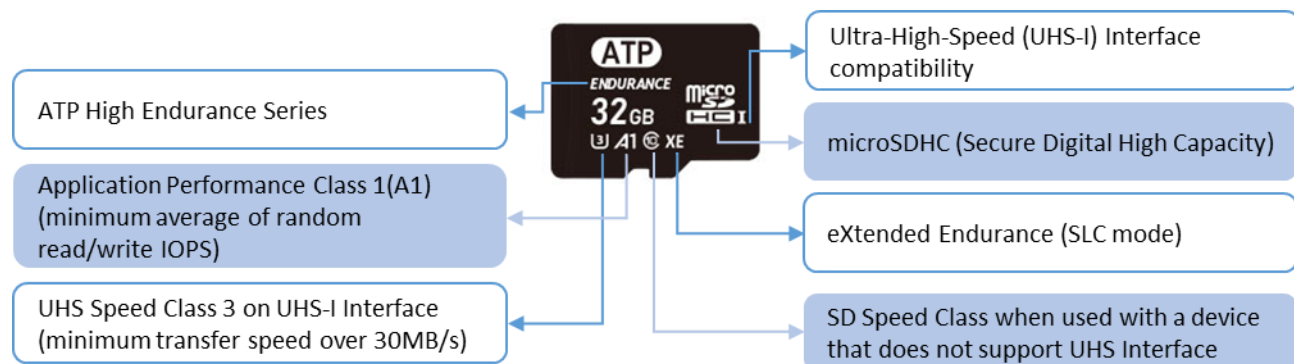 ATP
ENDURANCE
32GB
micro
SD
HC I
U3 A1 C10 XE
ATP High Endurance Series
Application Performance Class 1(A1)
(minimum average of random
read/write IOPS)
UHS Speed Class 3 on UHS-I Interface
(minimum transfer speed over 30MB/s)
Ultra-High-Speed (UHS-I) Interface
compatibility
microSDHC (Secure Digital High Capacity)
eXtended Endurance (SLC mode)
SD Speed Class when used with a device
that does not support UHS Interface